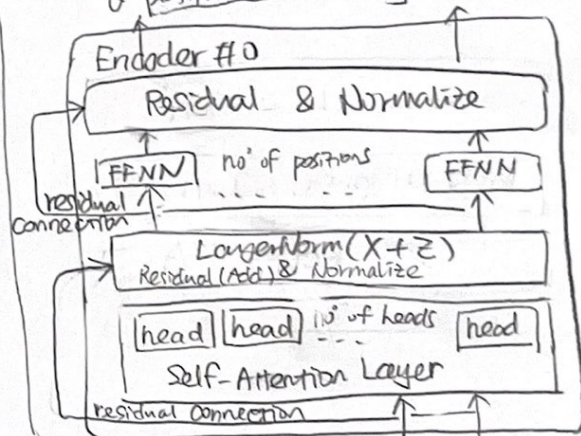 Encoder #0
Residual & Normalize
FFNN no° of positions FFNN
residual
connection
LayerNorm(X+Z)
Residual(Add) & Normalize
head head no° of heads head
Self-Attention Layer
residual connection